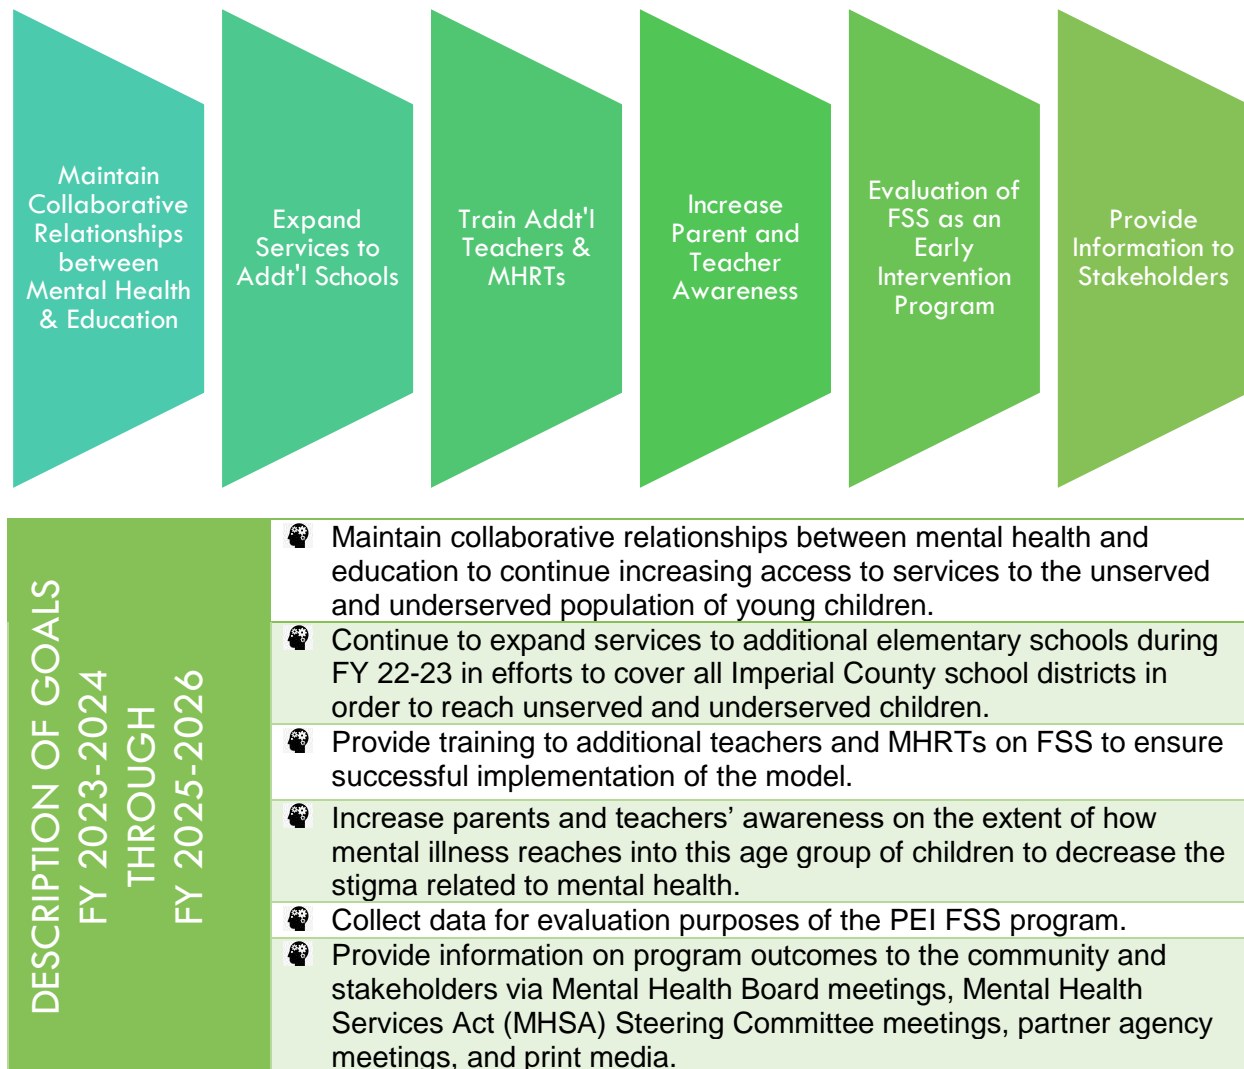 Maintain
Collaborative
Relationships
between
Mental Health
& Education
Expand
Services to
Addt'l Schools
Train Addt'l
Teachers &
MHRTs
Increase
Parent and
Teacher
Awareness
Evaluation of
FSS as an
Early
Intervention
Program
Provide
Information to
Stakeholders
DESCRIPTION OF GOALS
FY 2023-2024
THROUGH
FY 2025-2026
Maintain collaborative relationships between mental health and
education to continue increasing access to services to the unserved
and underserved population of young children.
Continue to expand services to additional elementary schools during
FY 22-23 in efforts to cover all Imperial County school districts in
order to reach unserved and underserved children.
Provide training to additional teachers and MHRTs on FSS to ensure
successful implementation of the model.
Increase parents and teachers’ awareness on the extent of how
mental illness reaches into this age group of children to decrease the
stigma related to mental health.
Collect data for evaluation purposes of the PEI FSS program.
Provide information on program outcomes to the community and
stakeholders via Mental Health Board meetings, Mental Health
Services Act (MHSA) Steering Committee meetings, partner agency
meetings, and print media.